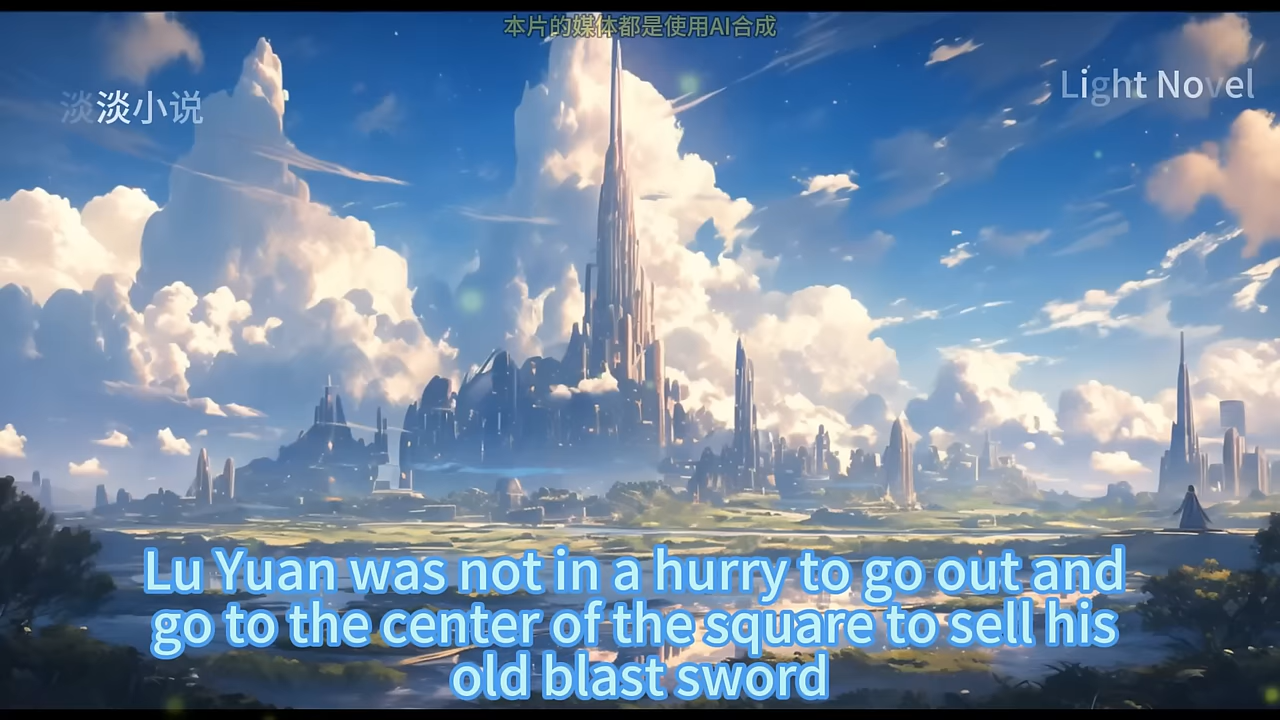 本片的媒体都是使用AI合成
淡淡小说
Light Novel
Lu Yuan was not in a hurry to go out and
go to the center of the square to sell his
old blast sword